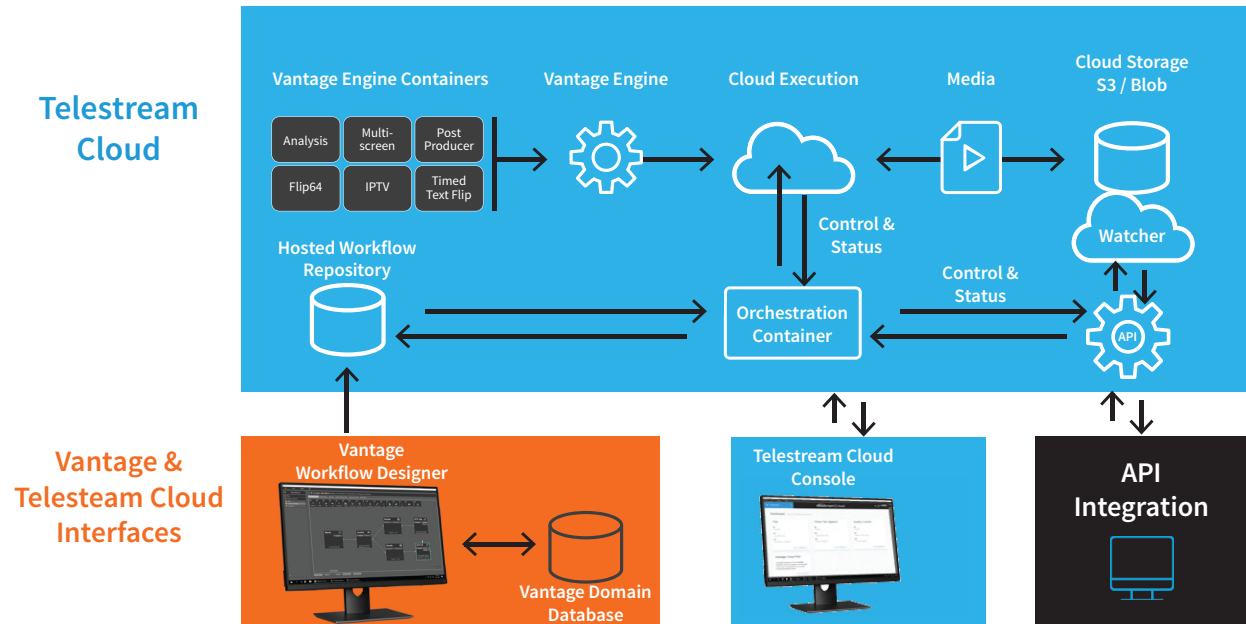 Telestream
Cloud
Vantage Engine Containers
Vantage Engine
Cloud Execution
Media
Cloud Storage
S3 / Blob
Analysis
Multi-
screen
Post
Producer
Flip64
IPTV
Timed
Text Flip
Control &
Status
Watcher
Hosted Workflow
Repository
Control &
Status
Orchestration
Container
API
Vantage &
Telesteam Cloud
Interfaces
Vantage
Workflow Designer
Vantage Domain
Database
Telestream Cloud
Console
API
Integration